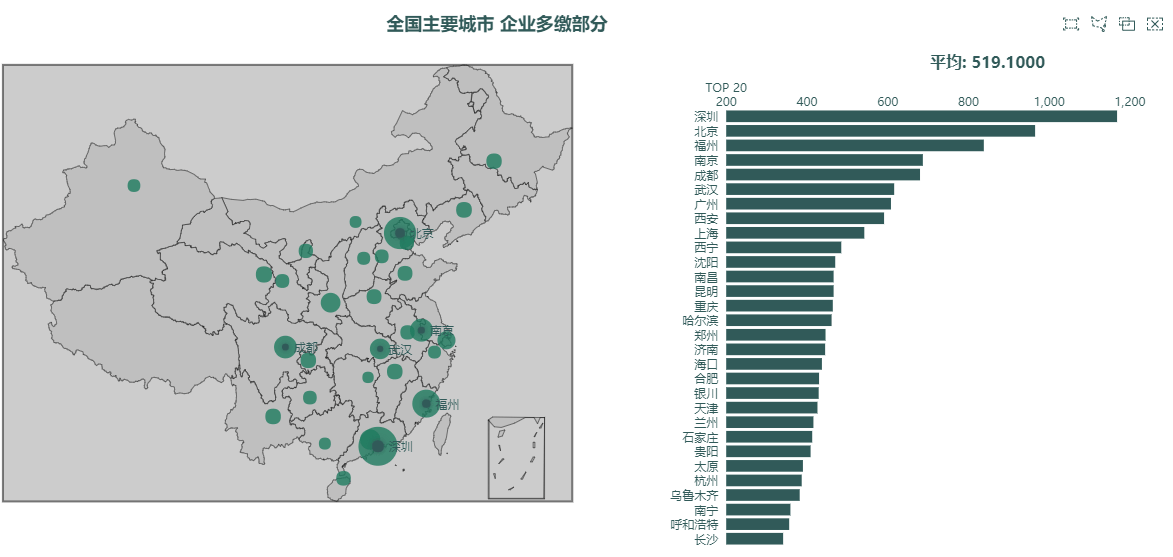 全国主要城市 企业多缴部分
平均: 519.1000
TOP 20
200 400 600 800 1,000 1,200
深圳
北京
福州
南京
成都
武汉
广州
西安
上海
西宁
沈阳
南昌
昆明
重庆
哈尔滨
郑州
济南
海口
合肥
银川
天津
兰州
石家庄
贵阳
太原
杭州
乌鲁木齐
南宁
呼和浩特
长沙
北京
南京
成都
武汉
福州
深圳